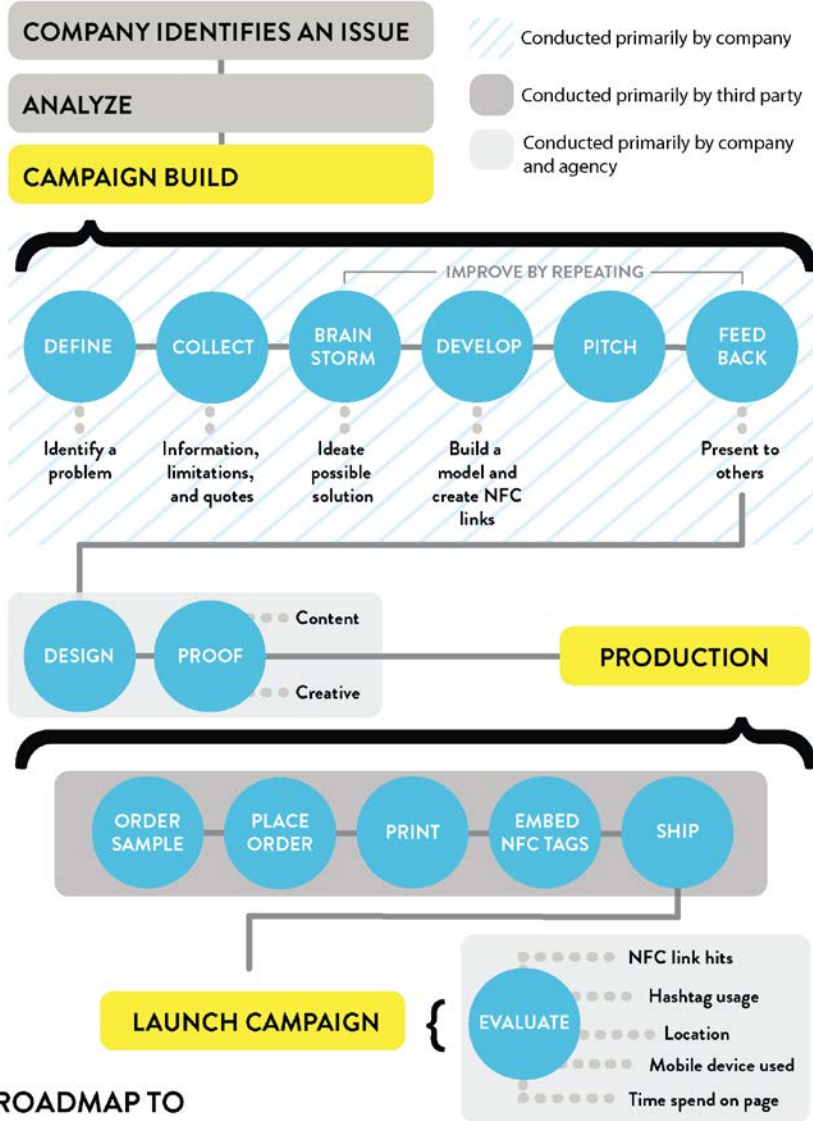 COMPANY IDENTIFIES AN ISSUE
ANALYZE
CAMPAIGN BUILD
Conducted primarily by company
Conducted primarily by third party
Conducted primarily by company
and agency
IMPROVE BY REPEATING
DEFINE
COLLECT
BRAIN
STORM
DEVELOP
PITCH
FEED
BACK
Identify a
problem
Information,
limitations,
and quotes
Ideate
possible
solution
Build a
model and
create NFC
links
Present to
others
DESIGN
PROOF
Content
Creative
PRODUCTION
ORDER
SAMPLE
PLACE
ORDER
PRINT
EMBED
NFC TAGS
SHIP
LAUNCH CAMPAIGN
EVALUATE
NFC link hits
Hashtag usage
Location
Mobile device used
Time spend on page
ROADMAP TO